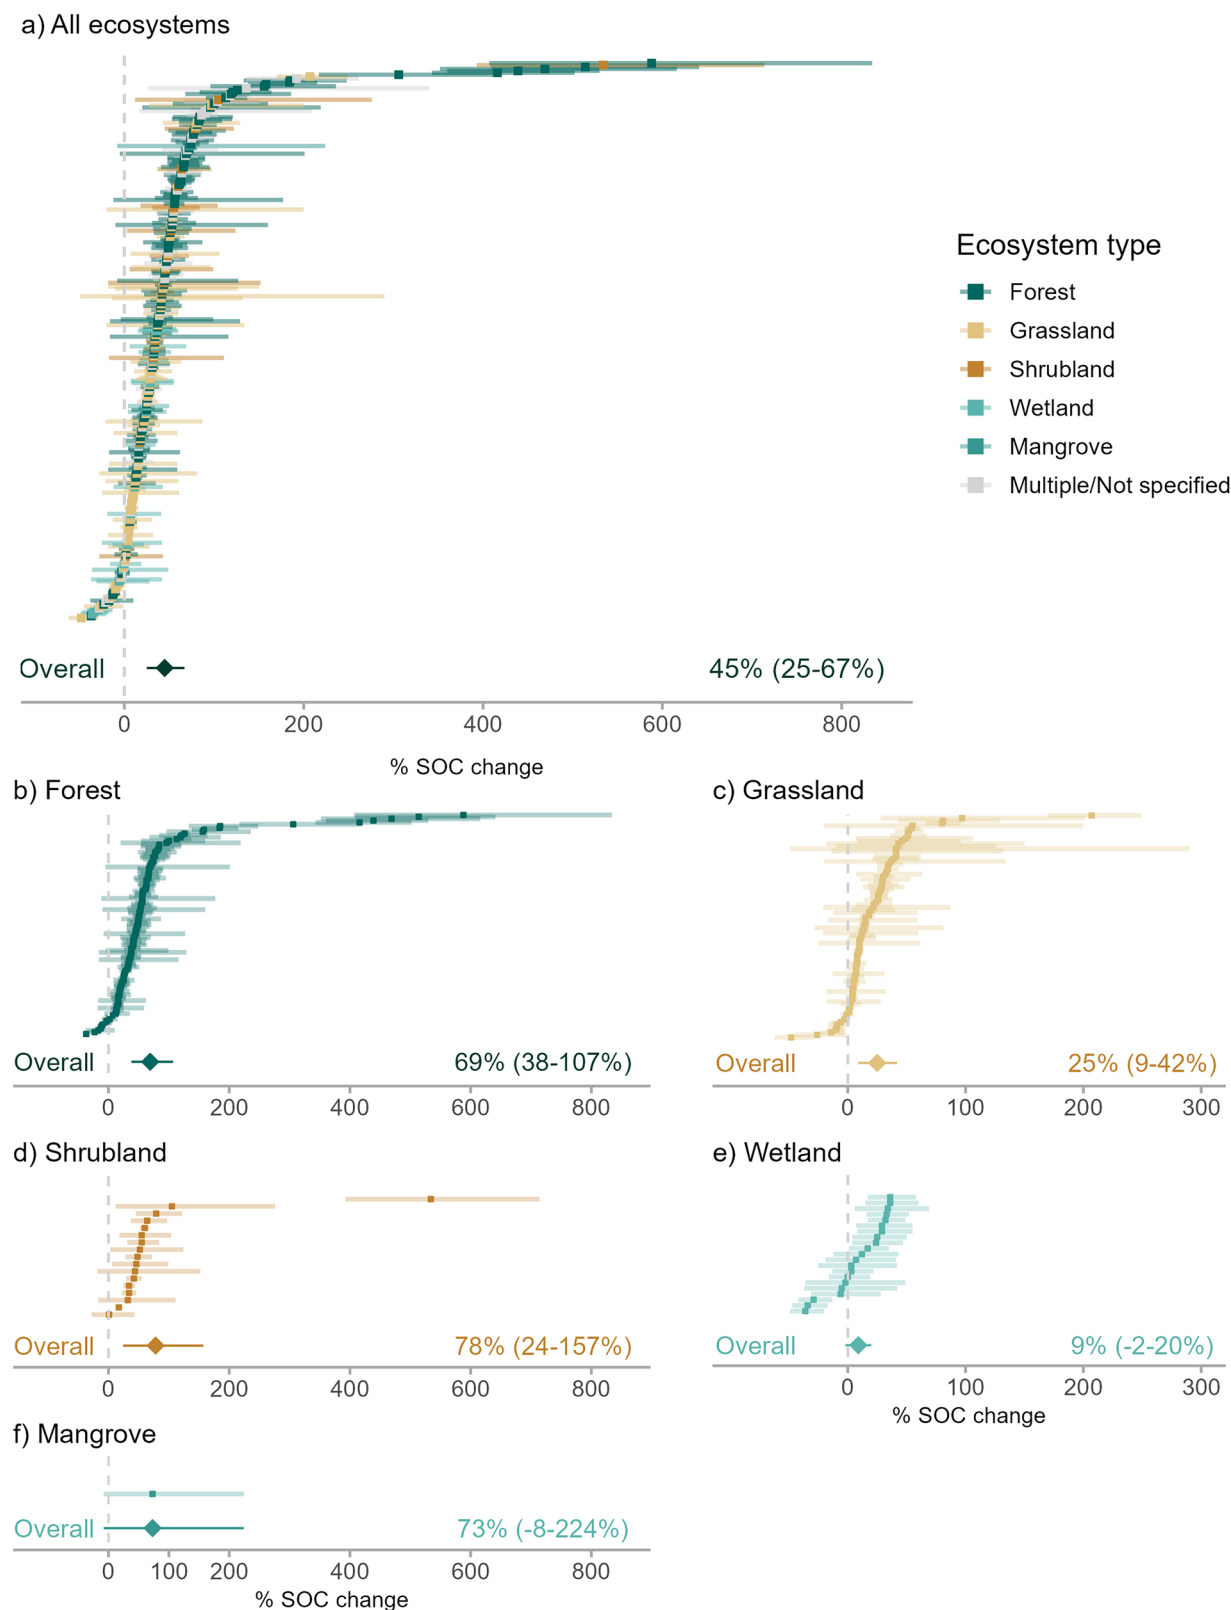 a) All ecosystems
Ecosystem type
Forest
Grassland
Shrubland
Wetland
Mangrove
Multiple/Not specified
Overall
45% (25-67%)
0 200 400 600 800
% SOC change
b) Forest
Overall
69% (38-107%)
0 200 400 600 800
c) Grassland
Overall
25% (9-42%)
0 100 200 300
d) Shrubland
Overall
78% (24-157%)
0 200 400 600 800
e) Wetland
Overall
9% (-2-20%)
0 100 200 300
% SOC change
f) Mangrove
Overall
73% (-8-224%)
0 100 200 400 600 800
% SOC change